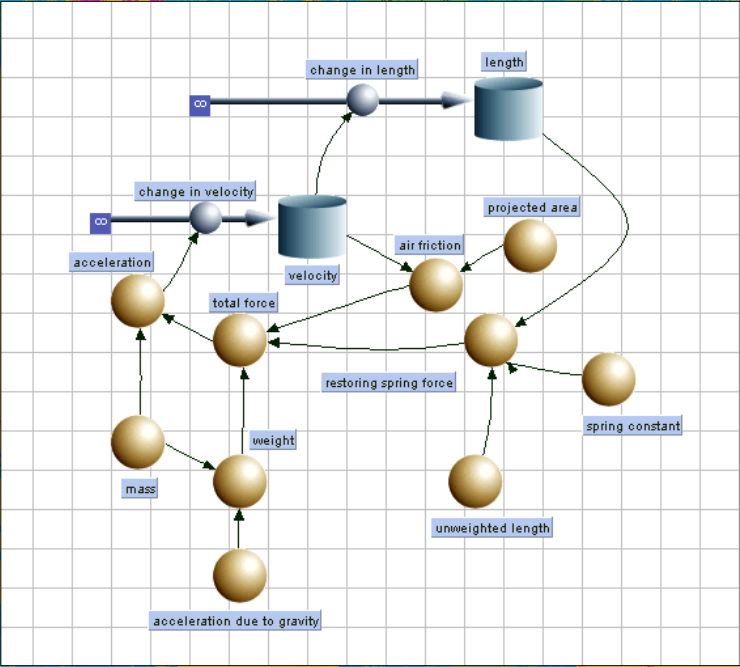 length
change in length
∞
change in velocity
∞
projected area
air friction
acceleration
velocity
total force
restoring spring force
spring constant
weight
mass
unweighted length
acceleration due to gravity